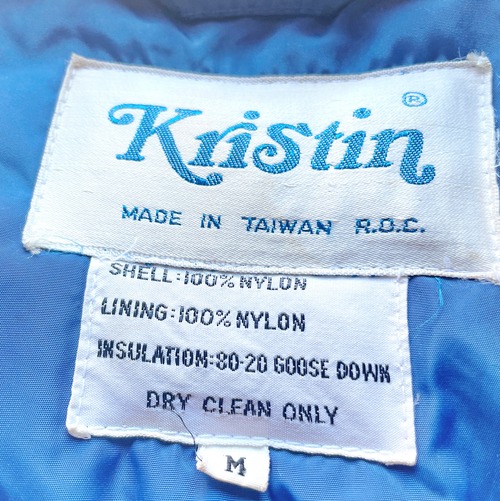 Kristin ®
MADE IN TAIWAN R.O.C.
SHELL:100% NYLON
LINING:100% NYLON
INSULATION:80-20 GOOSE DOWN
DRY CLEAN ONLY
M